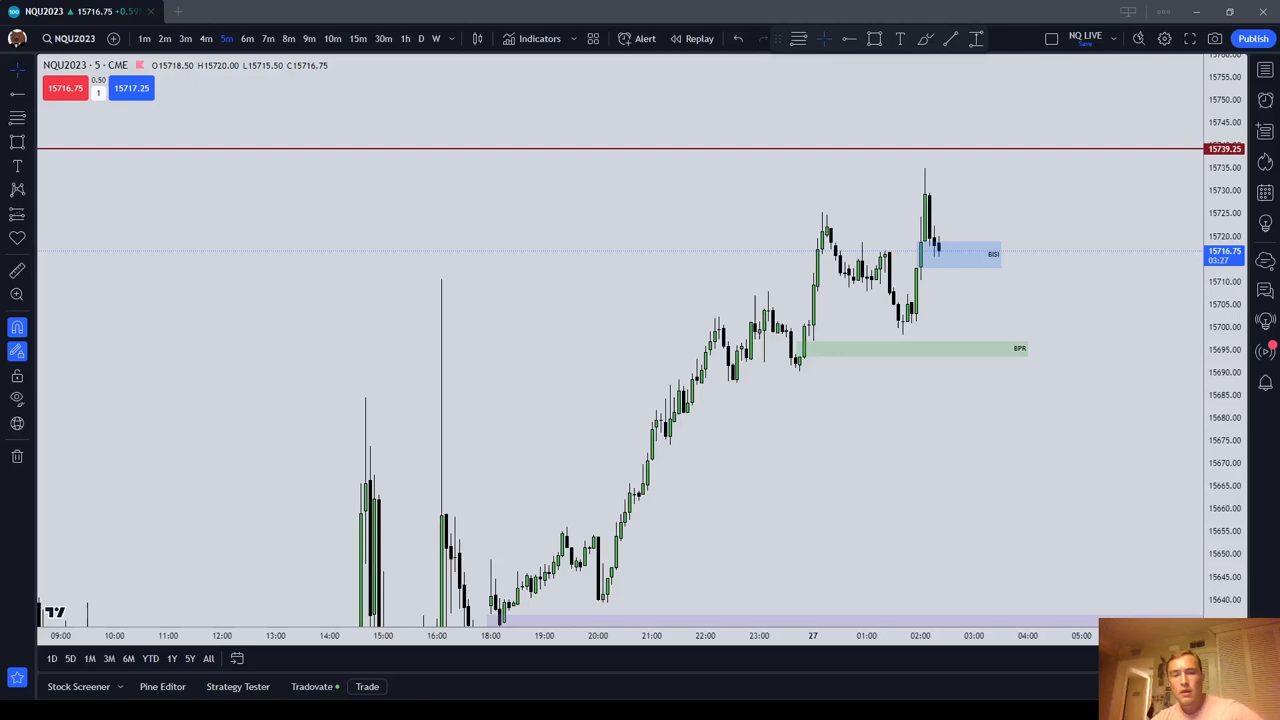 NQU2023 ▲ 15716.75 +0.59%
NQU2023
1m 2m 3m 4m 5m 6m 7m 8m 9m 10m 15m 30m 1h D W
Indicators
Alert
Replay
NQ LIVE
Save
Publish
NQU2023 · 5 · CME O15718.50 H15720.00 L15715.50 C15716.75
15716.75
0.50
1
15717.25
15755.00
15750.00
15745.00
15739.25
15735.00
15730.00
15725.00
15720.00
15716.75
03:27
15710.00
15705.00
15700.00
15695.00
15690.00
15685.00
15680.00
15675.00
15670.00
15665.00
15660.00
15655.00
15650.00
15645.00
15640.00
BISI
BPR
09:00 10:00 11:00 12:00 13:00 14:00 15:00 16:00 18:00 19:00 20:00 21:00 22:00 23:00 27 01:00 02:00 03:00 04:00 05:00
1D 5D 1M 3M 6M YTD 1Y 5Y All
Stock Screener Pine Editor Strategy Tester Tradovate Trade